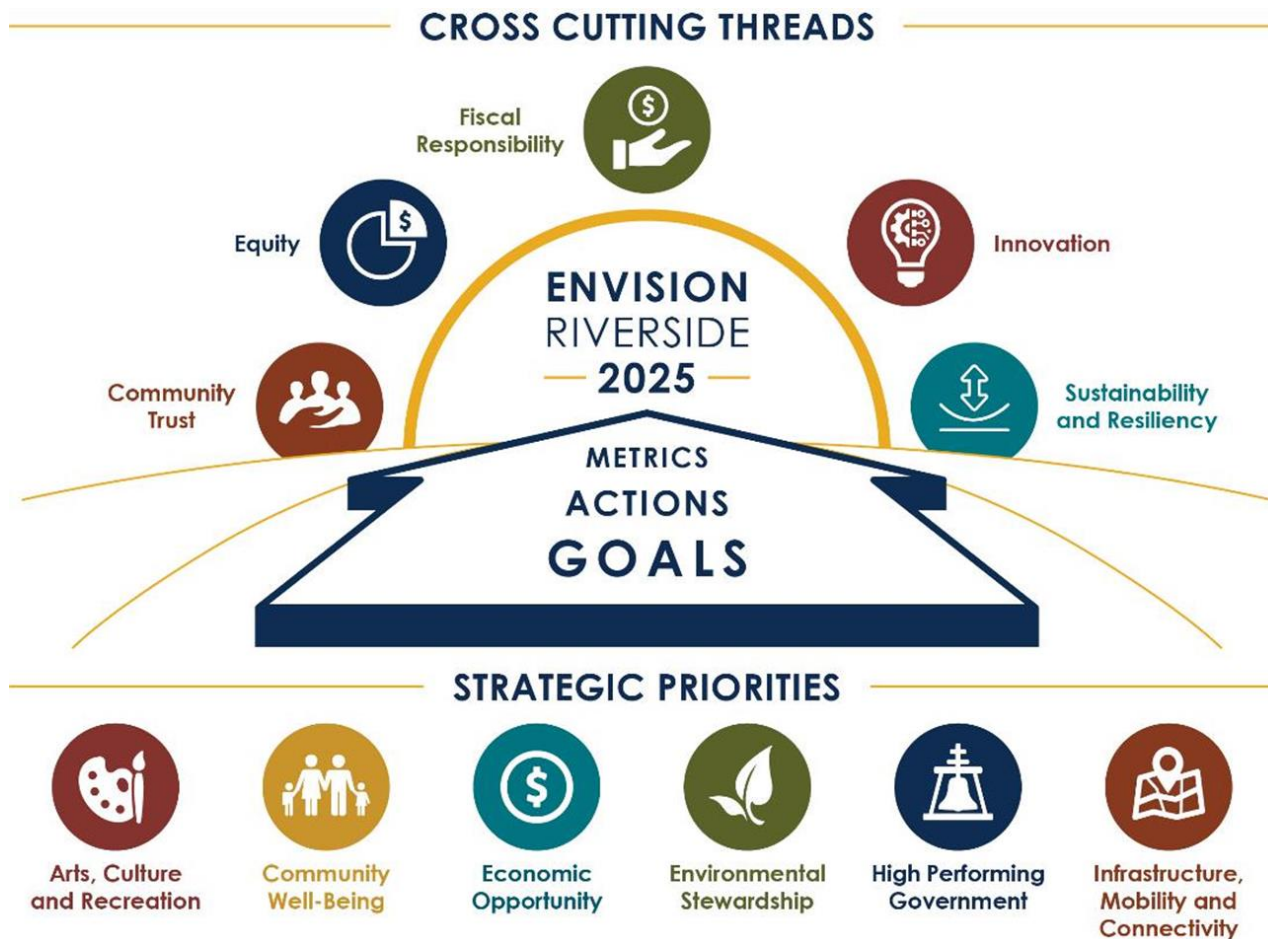 CROSS CUTTING THREADS
Fiscal
Responsibility
$
Equity
$
Innovation
Community
Trust
Sustainability
and Resiliency
ENVISION
RIVERSIDE
2025
METRICS
ACTIONS
GOALS
STRATEGIC PRIORITIES
$
Arts, Culture
and Recreation
Community
Well-Being
Economic
Opportunity
Environmental
Stewardship
High Performing
Government
Infrastructure,
Mobility and
Connectivity